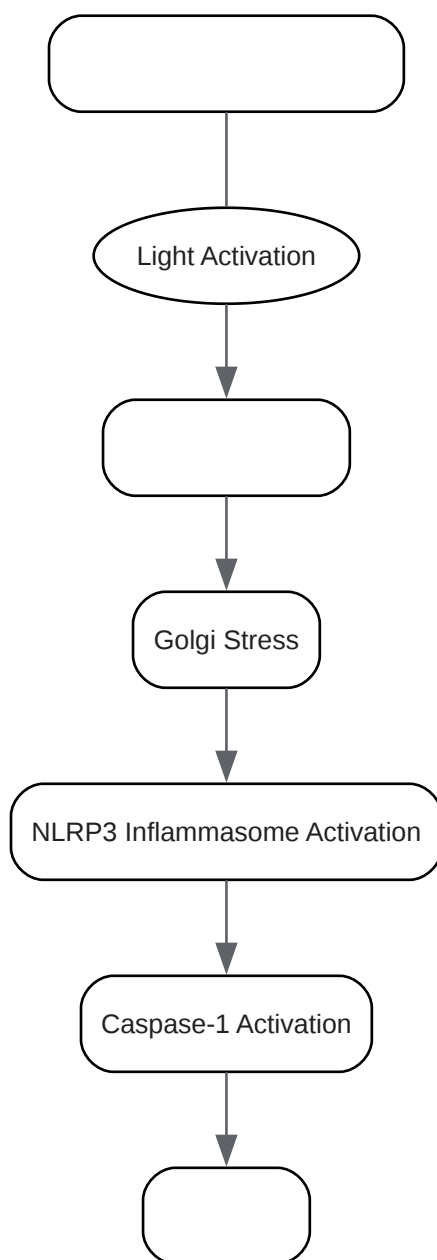 Light Activation
Golgi Stress
NLRP3 Inflammasome Activation
Caspase-1 Activation